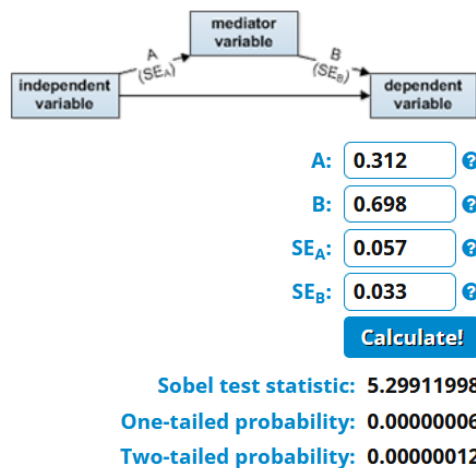 mediator
variable
A
(SEA)
B
(SEB)
independent
variable
dependent
variable
A: 0.312 ?
B: 0.698 ?
SEA: 0.057 ?
SEB: 0.033 ?
Calculate!
Sobel test statistic: 5.29911998
One-tailed probability: 0.00000006
Two-tailed probability: 0.00000012